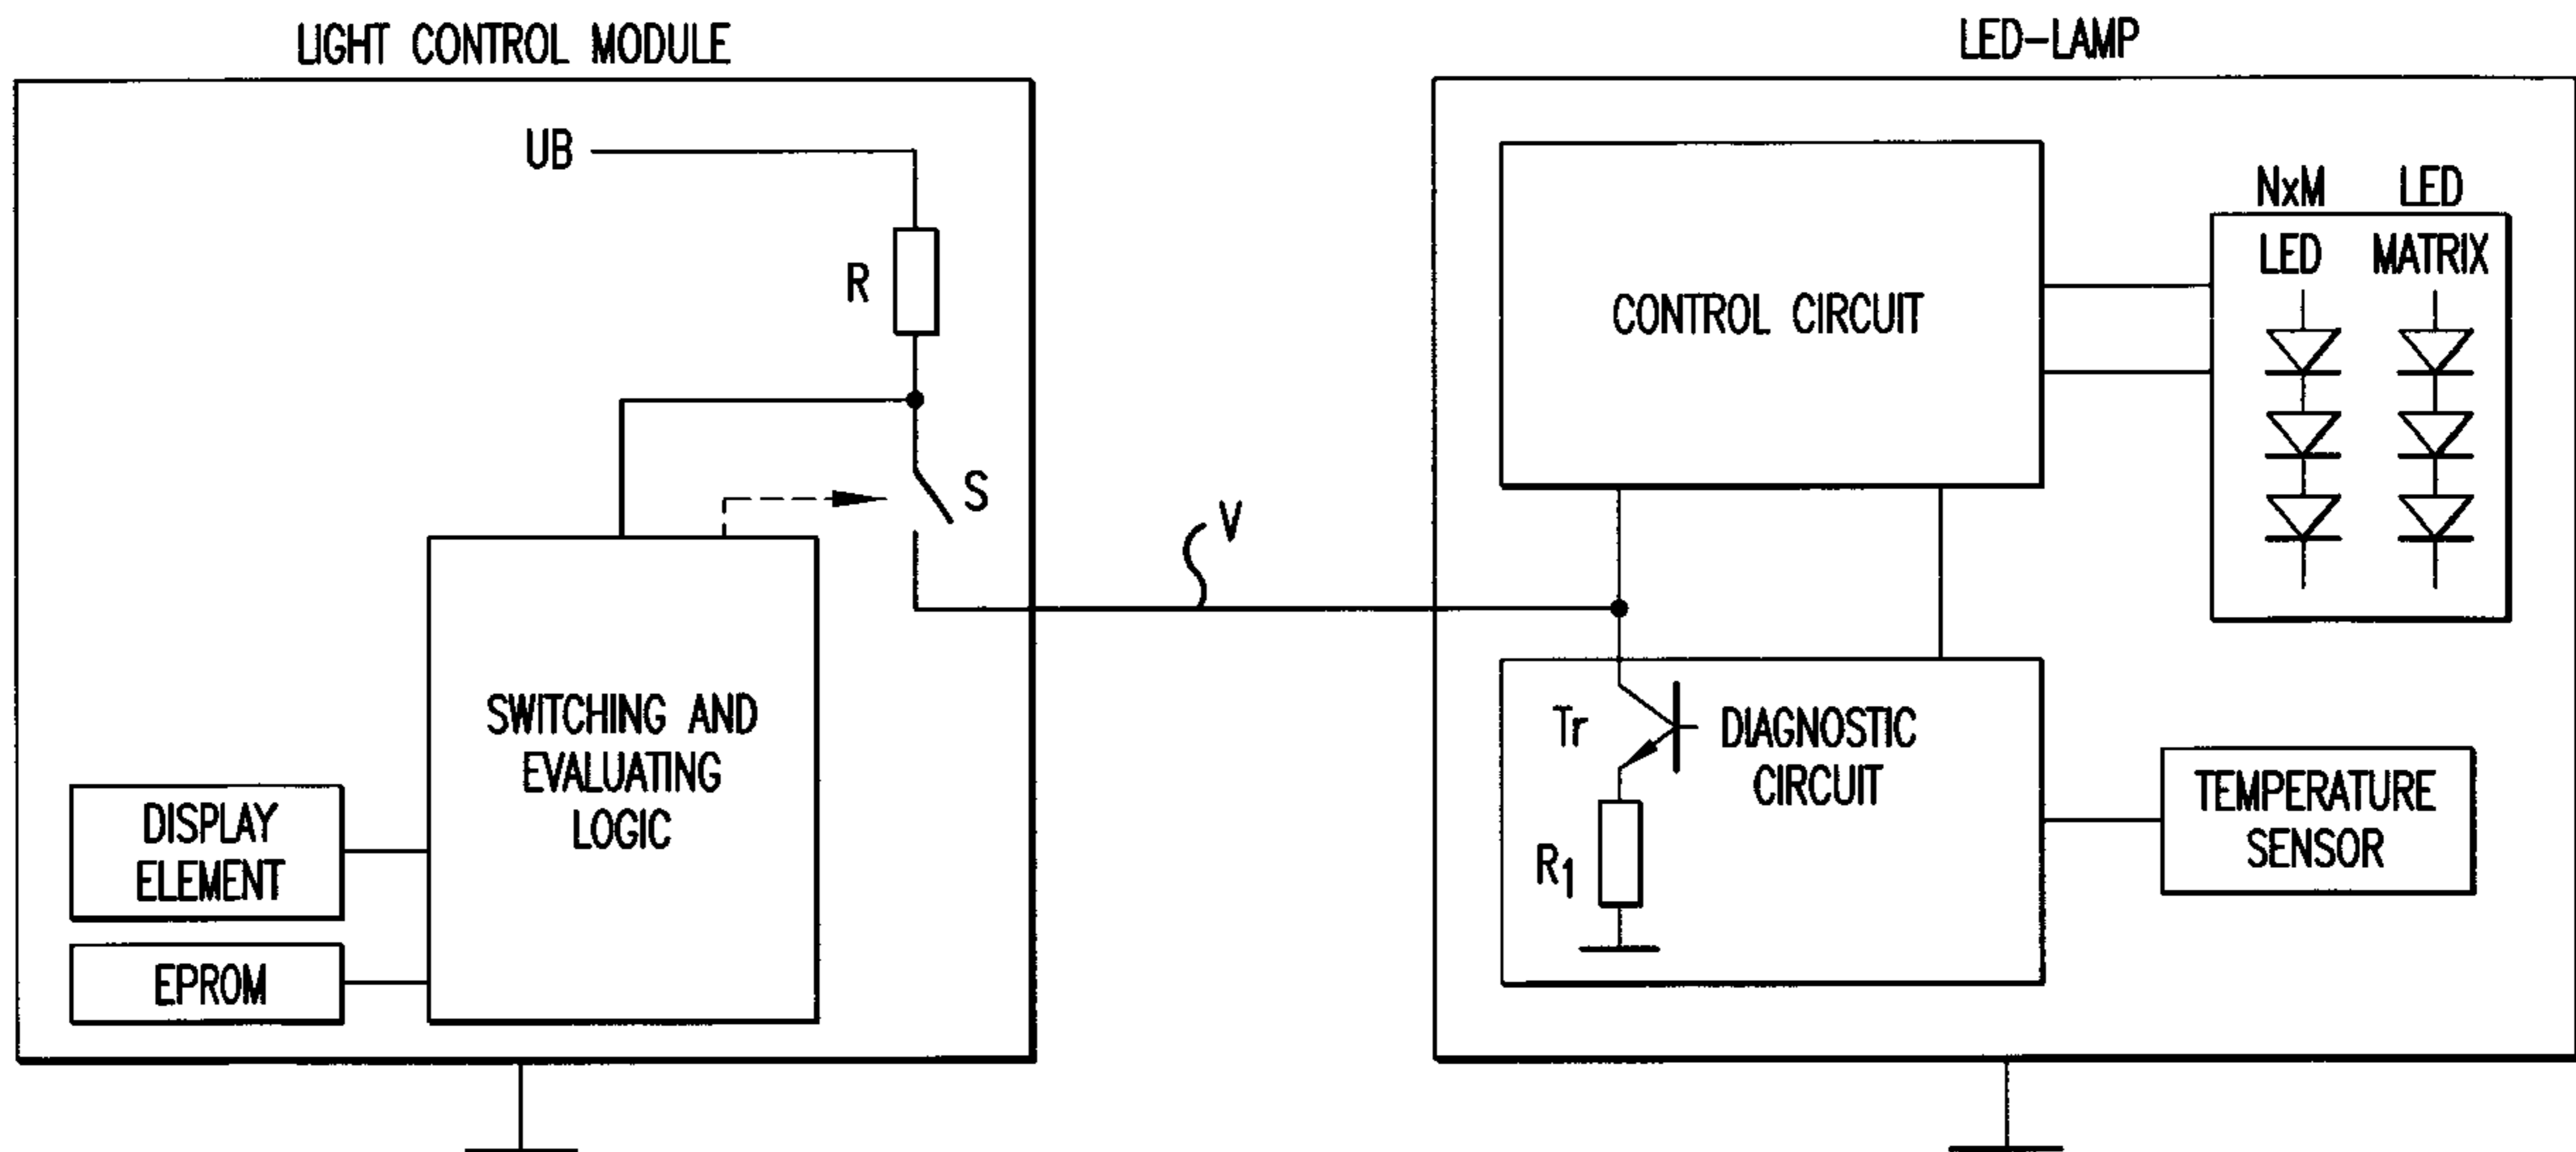 LIGHT CONTROL MODULE
UB
R
S
SWITCHING AND
EVALUATING
LOGIC
DISPLAY
ELEMENT
EPROM
V
LED-LAMP
CONTROL CIRCUIT
NxM LED
LED MATRIX
Tr
DIAGNOSTIC
CIRCUIT
R1
TEMPERATURE
SENSOR